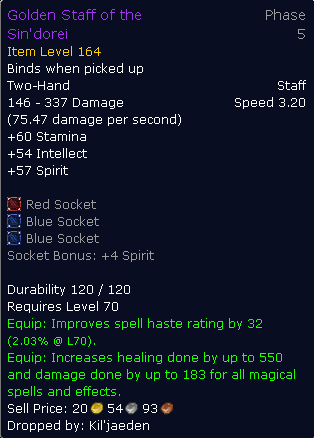 Golden Staff of the Sin'dorei Phase 5
Item Level 164
Binds when picked up
Two-Hand Staff
146 - 337 Damage Speed 3.20
(75.47 damage per second)
+60 Stamina
+54 Intellect
+57 Spirit
Red Socket
Blue Socket
Blue Socket
Socket Bonus: +4 Spirit
Durability 120 / 120
Requires Level 70
Equip: Improves spell haste rating by 32
(2.03% @ L70).
Equip: Increases healing done by up to 550
and damage done by up to 183 for all magical
spells and effects.
Sell Price: 20 54 93
Dropped by: Kil'jaeden